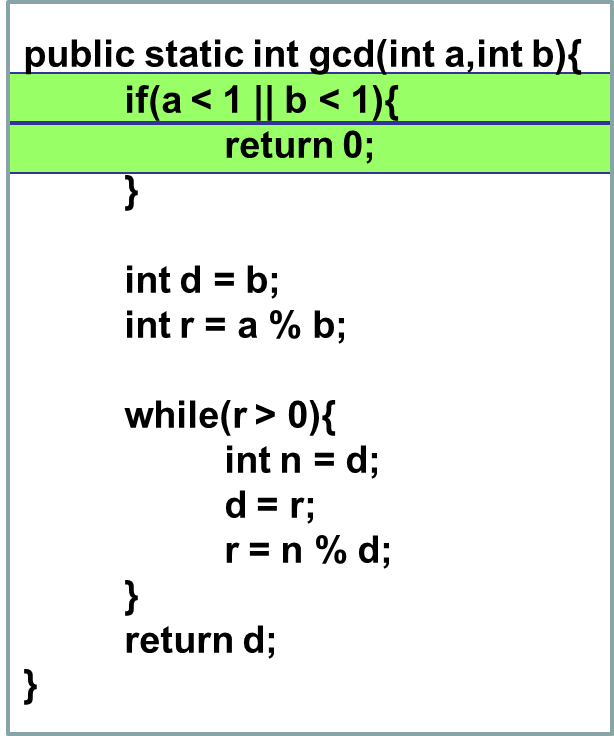 public static int gcd(int a,int b){
if(a < 1 || b < 1){
return 0;
}
int d = b;
int r = a % b;
while(r > 0){
int n = d;
d = r;
r = n % d;
}
return d;
}